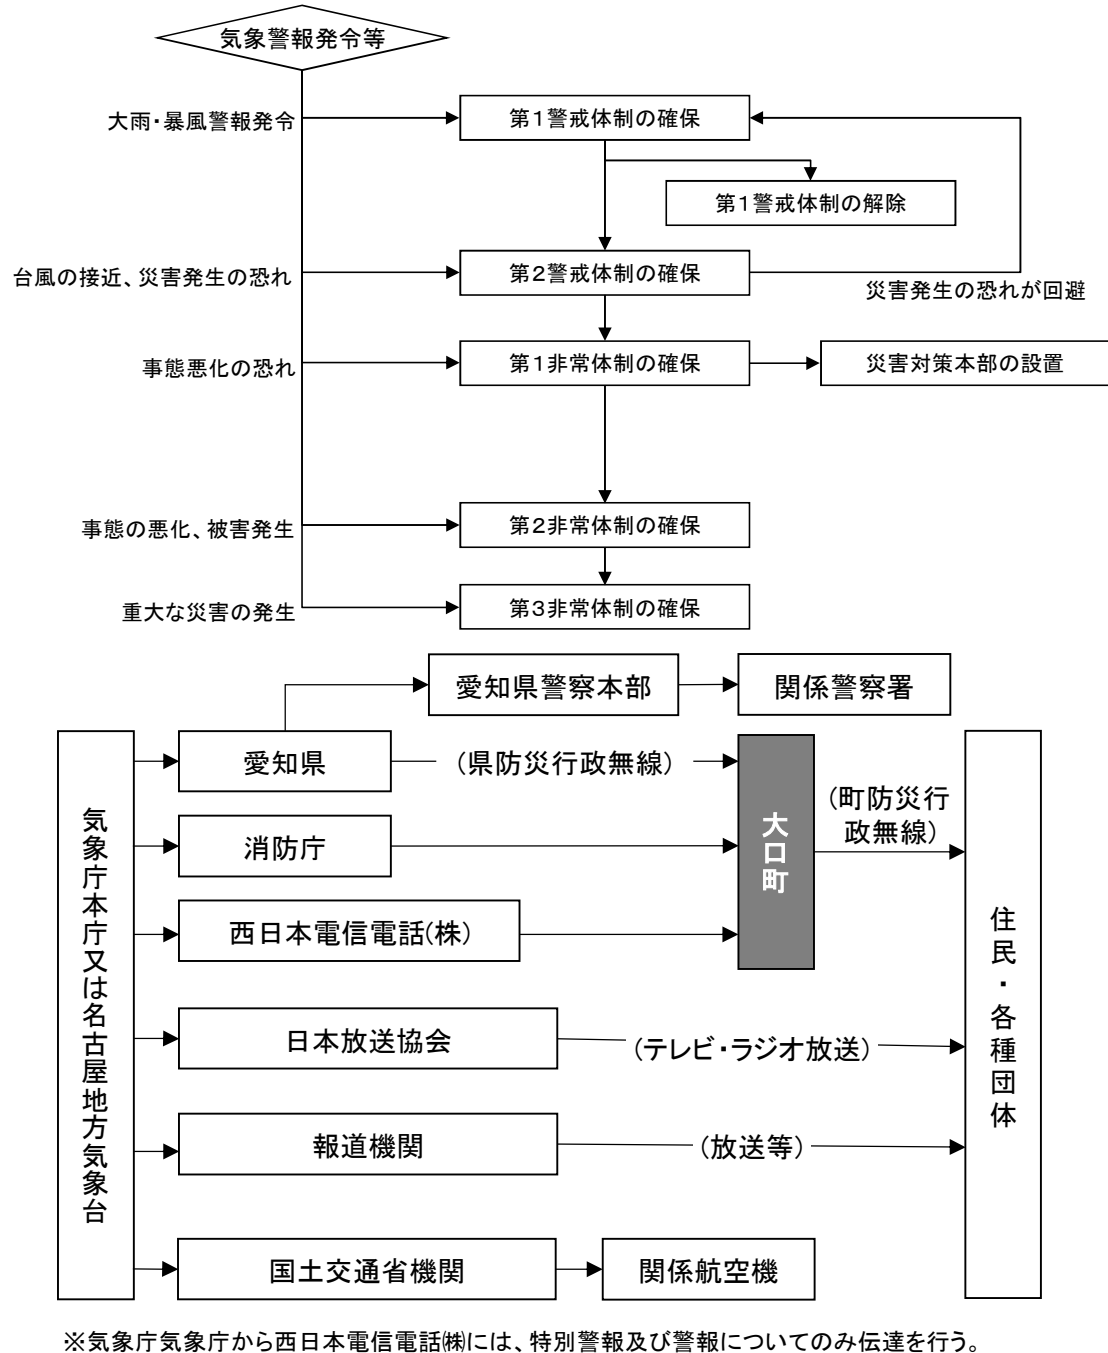 気象警報発令等
大雨・暴風警報発令
第1警戒体制の確保
第1警戒体制の解除
台風の接近、災害発生の恐れ
第2警戒体制の確保
災害発生の恐れが回避
事態悪化の恐れ
第1非常体制の確保
災害対策本部の設置
事態の悪化、被害発生
第2非常体制の確保
重大な災害の発生
第3非常体制の確保
愛知県警察本部
関係警察署
気象庁本庁又は名古屋地方気象台
愛知県
(県防災行政無線)
消防庁
西日本電信電話(株)
大口町
(町防災行
政無線)
住民・各種団体
日本放送協会
(テレビ・ラジオ放送)
報道機関
(放送等)
国土交通省機関
関係航空機
※気象庁気象庁から西日本電信電話㈱には、特別警報及び警報についてのみ伝達を行う。